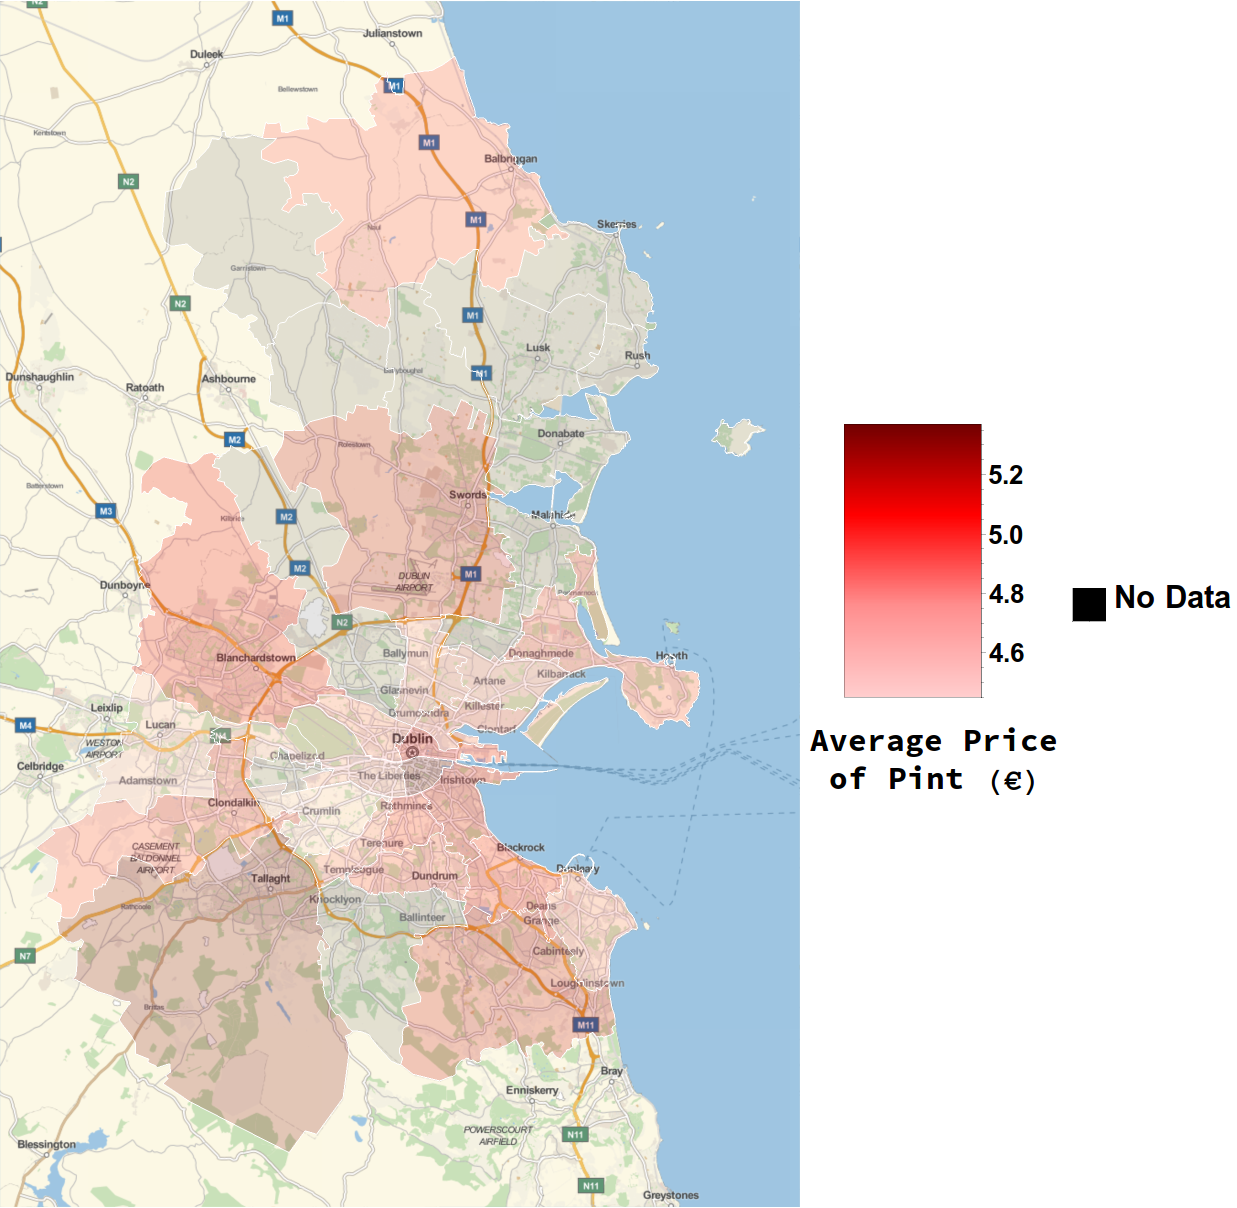 N2
M1
Julianstown
Duleek
M1
Bellewstown
Kentstown
M1
Balbriggan
N2
M1
Skerries
Naul
Garristown
N2
M1
Lusk
Rush
Dunshaughlin
Ashbourne
Ratoath
Garryboughal
M1
M2
Rolestown
Donabate
Batterstown
Swords
M3
Kilbride
M2
Malahide
M2
M1
DUBLIN
AIRPORT
Dunboyne
Portmarnock
N2
Blanchardstown
Ballymun
Donaghmede
Howth
Artane
Kilbarrack
Glasnevin
Leixlip
Killester
Drumcondra
M4
Lucan
N4
Clontarf
WESTON
AIRPORT
Dublin
Chapelizod
Celbridge
Adamstown
The Liberties
Irishtown
Clondalkin
Crumlin
Rathmines
CASEMENT
BALDONNEL
AIRPORT
Terenure
Blackrock
Tallaght
Templeogue
Dundrum
Dunleary
Rathcoole
Knocklyon
Ballinteer
Deans
Grange
N7
Cabinteely
Loughlinstown
Brittas
M11
Bray
Enniskerry
POWERSCOURT
AIRFIELD
N11
Blessington
N11
Greystones
5.2
5.0
4.8
4.6
No Data
Average Price
of Pint (€)